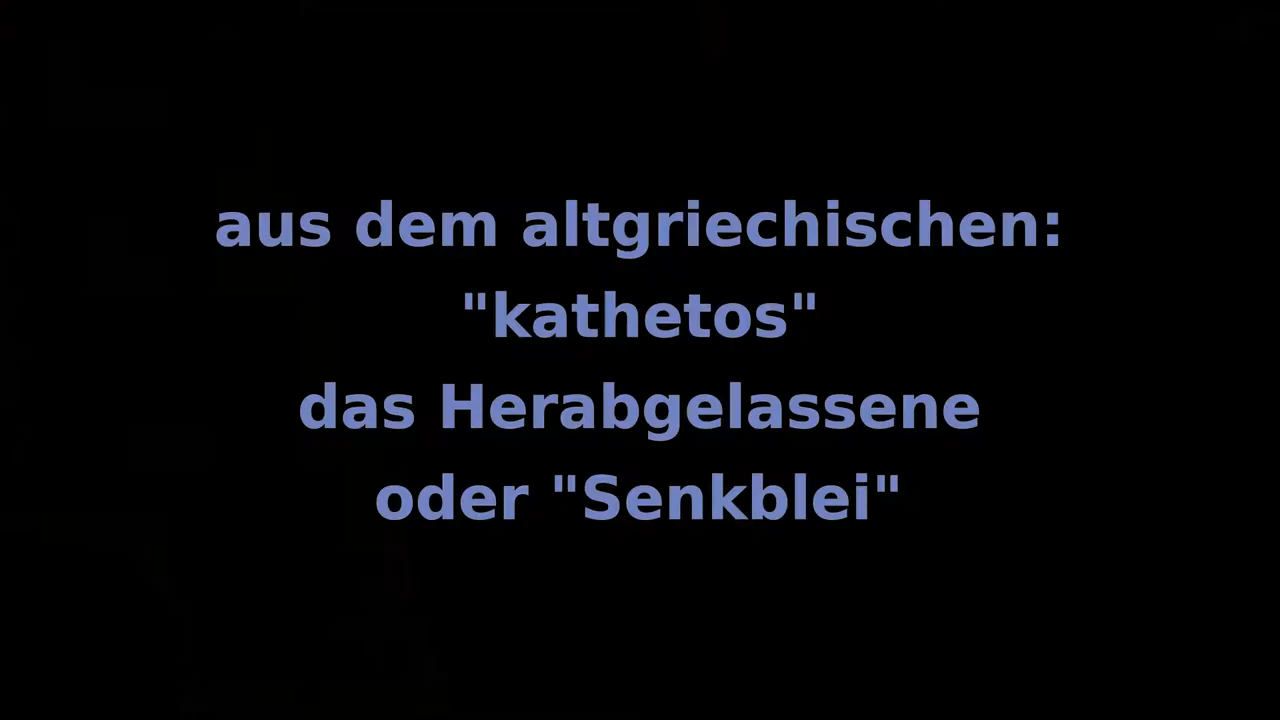 aus dem altgriechischen:
"kathetos"
das Herabgelassene
oder "Senkblei"